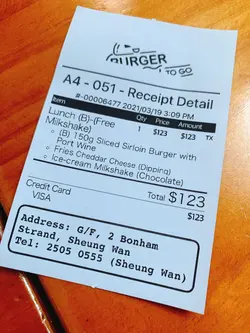 BURGER
TO GO
A4 - 051 - Receipt Detail
#-00006477 2021/03/19 3:09 PM
Item Qty Price Amount
Lunch (B)-(Free 1 $123 $123 TX
Milkshake)
◦ (B) 150g Sliced Sirloin Burger with
Port Wine
◦ Fries Cheddar Cheese (Dipping)
◦ Ice-cream Milkshake (Chocolate)
Total $123
Credit Card $123
VISA
Address: G/F, 2 Bonham
Strand, Sheung Wan
Tel: 2505 0555 (Sheung Wan)